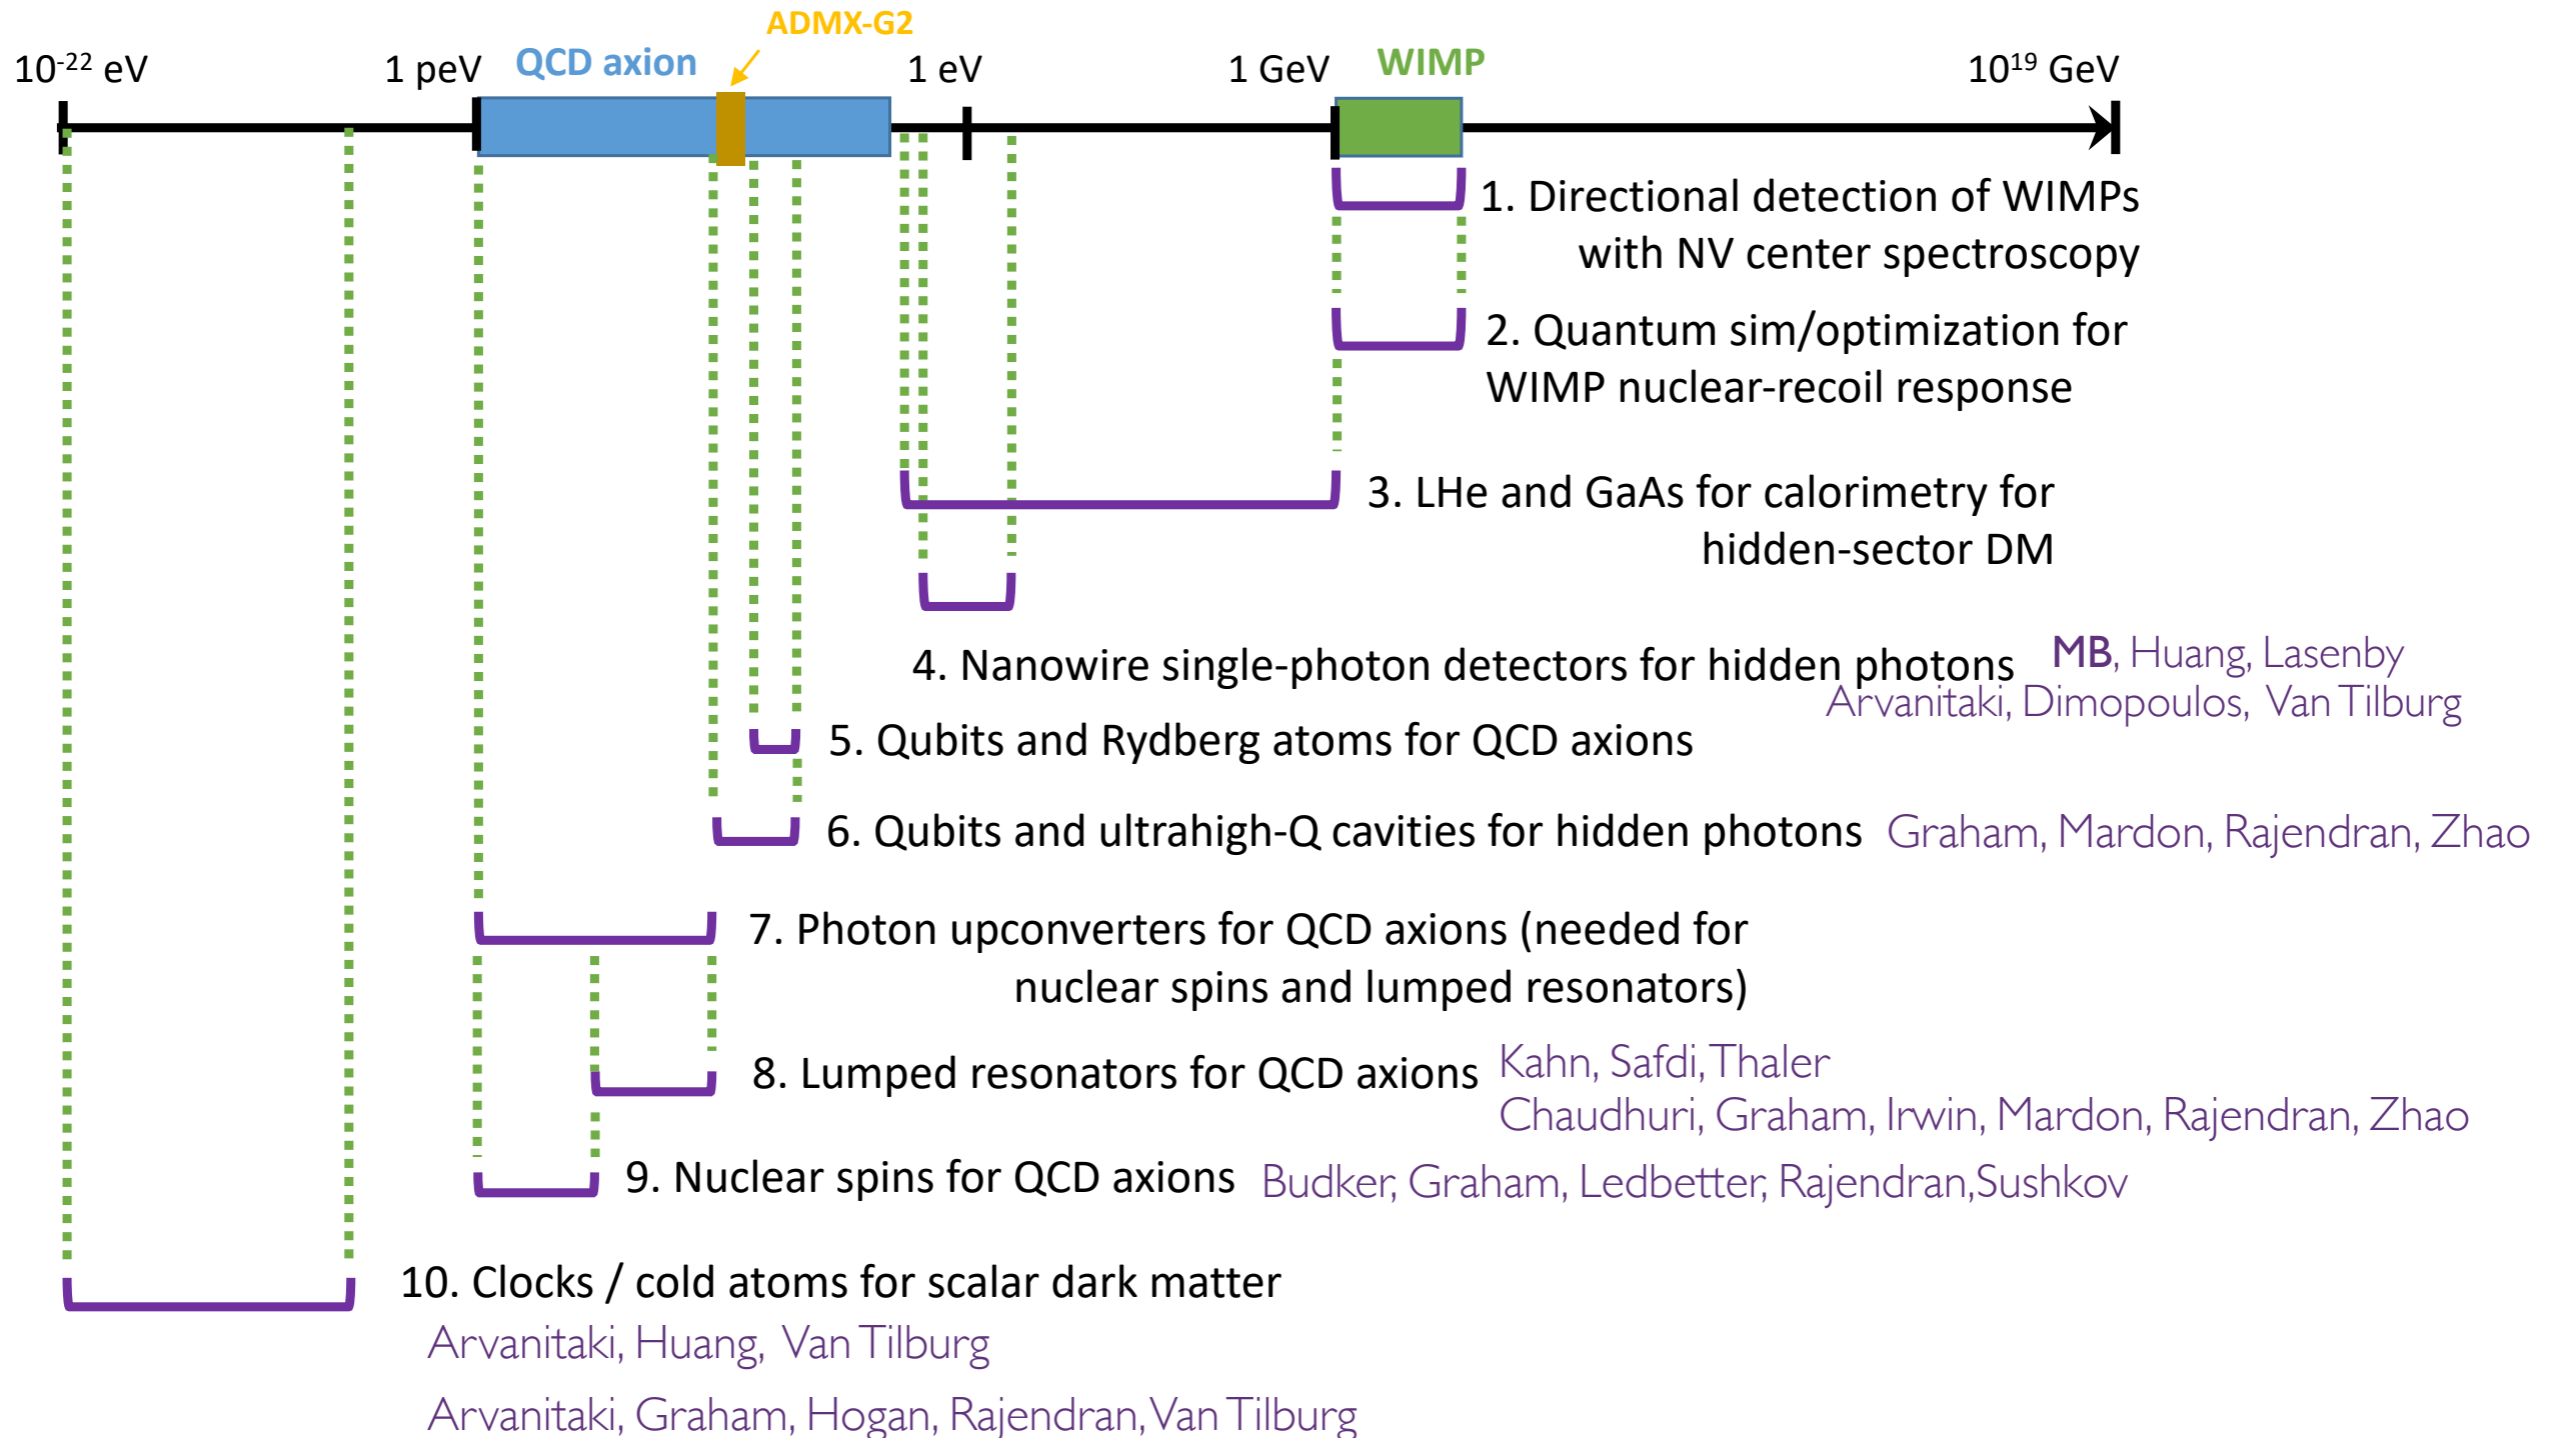 ADMX-G2
10⁻²² eV 1 peV QCD axion 1 eV 1 GeV WIMP 10¹⁹ GeV
1. Directional detection of WIMPs
with NV center spectroscopy
2. Quantum sim/optimization for
WIMP nuclear-recoil response
3. LHe and GaAs for calorimetry for
hidden-sector DM
4. Nanowire single-photon detectors for hidden photons MB, Huang, Lasenby
Arvanitaki, Dimopoulos, Van Tilburg
5. Qubits and Rydberg atoms for QCD axions
6. Qubits and ultrahigh-Q cavities for hidden photons Graham, Mardon, Rajendran, Zhao
7. Photon upconverters for QCD axions (needed for
nuclear spins and lumped resonators)
8. Lumped resonators for QCD axions Kahn, Safdi, Thaler
Chaudhuri, Graham, Irwin, Mardon, Rajendran, Zhao
9. Nuclear spins for QCD axions Budker, Graham, Ledbetter, Rajendran,Sushkov
10. Clocks / cold atoms for scalar dark matter
Arvanitaki, Huang, Van Tilburg
Arvanitaki, Graham, Hogan, Rajendran, Van Tilburg